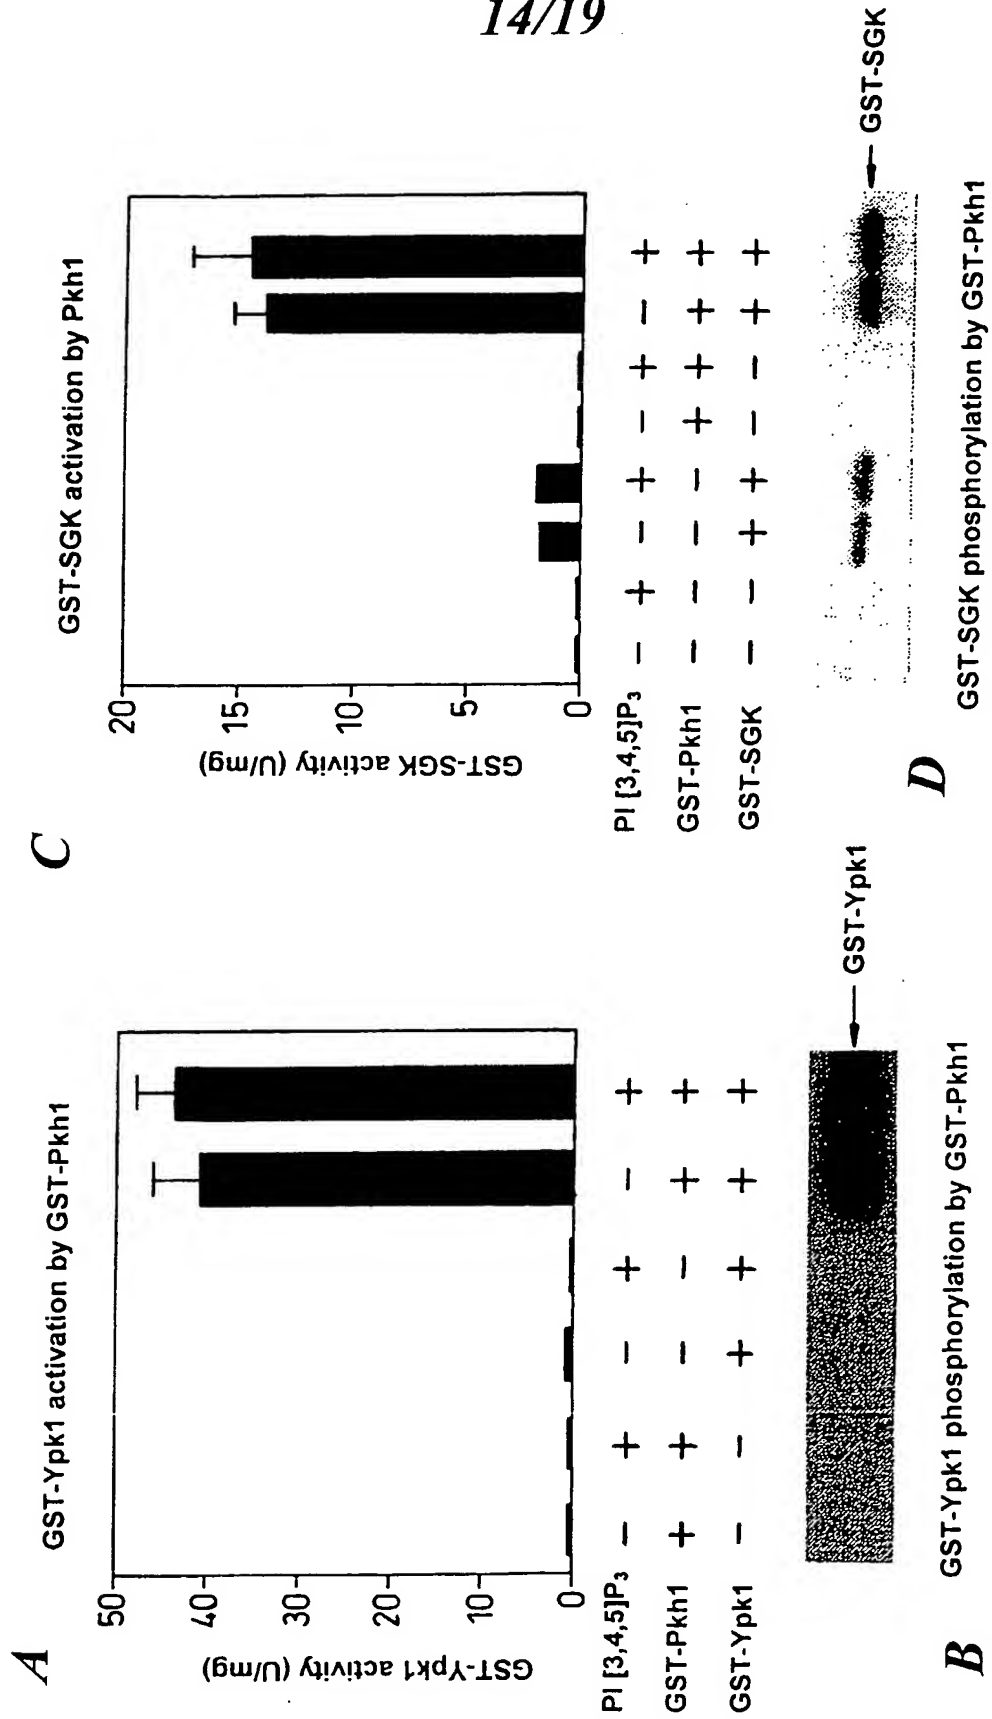 14/19
A
GST-Ypk1 activation by GST-Pkh1
GST-Ypk1 activity (U/mg)
50
40
30
20
10
0
PI [3,4,5]P3 − + − + − +
GST-Pkh1 + + − − + +
GST-Ypk1 − − + + + +
GST-Ypk1
B
GST-Ypk1 phosphorylation by GST-Pkh1
C
GST-SGK activation by Pkh1
GST-SGK activity (U/mg)
20
15
10
5
0
PI [3,4,5]P3 − + − + − + − +
GST-Pkh1 − − − − + + + +
GST-SGK − − + + − − + +
GST-SGK
D
GST-SGK phosphorylation by GST-Pkh1